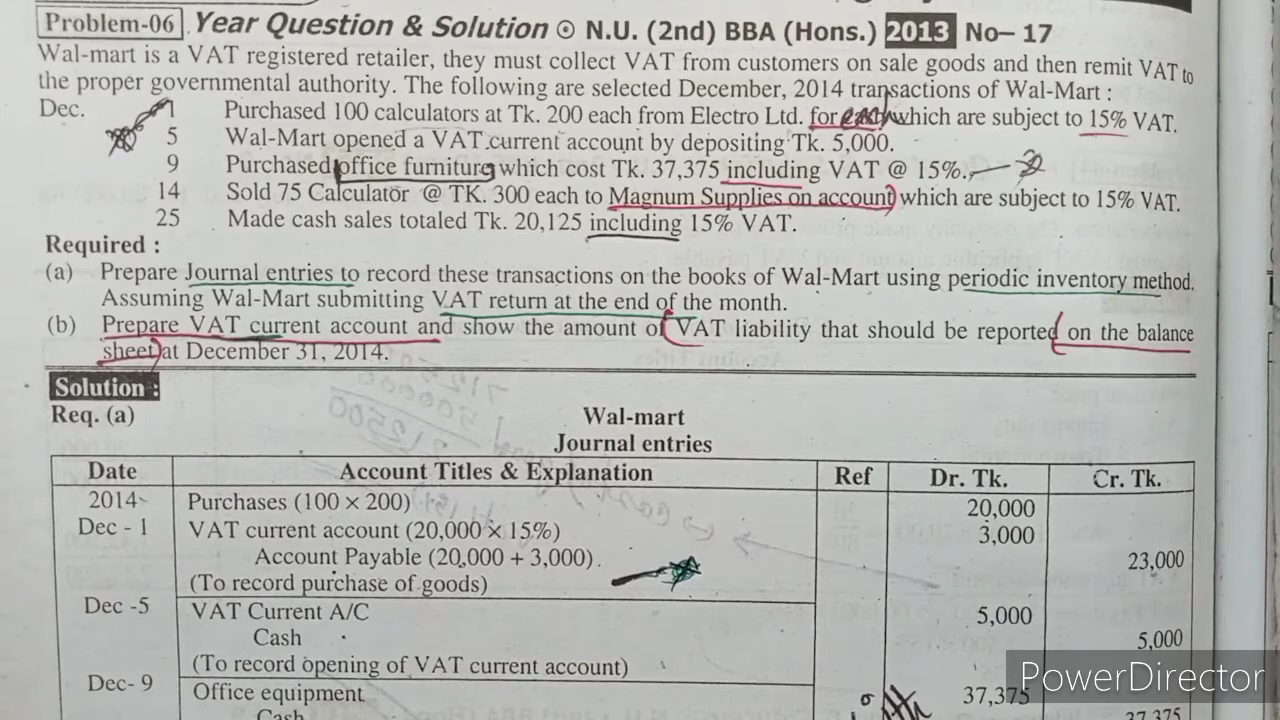 Problem-06 Year Question & Solution ⊙ N.U. (2nd) BBA (Hons.) 2013 No– 17
Wal-mart is a VAT registered retailer, they must collect VAT from customers on sale goods and then remit VAT to
the proper governmental authority. The following are selected December, 2014 transactions of Wal-Mart :
Dec. 1 Purchased 100 calculators at Tk. 200 each from Electro Ltd. for each which are subject to 15% VAT.
5 Wal-Mart opened a VAT current account by depositing Tk. 5,000.
9 Purchased office furniture which cost Tk. 37,375 including VAT @ 15%.
14 Sold 75 Calculator @ TK. 300 each to Magnum Supplies on account which are subject to 15% VAT.
25 Made cash sales totaled Tk. 20,125 including 15% VAT.
Required :
(a) Prepare Journal entries to record these transactions on the books of Wal-Mart using periodic inventory method.
Assuming Wal-Mart submitting VAT return at the end of the month.
(b) Prepare VAT current account and show the amount of VAT liability that should be reported on the balance
sheet at December 31, 2014.
Solution :
Req. (a) Wal-mart
Journal entries
Date Account Titles & Explanation Ref Dr. Tk. Cr. Tk.
2014 Purchases (100 × 200) 20,000
Dec - 1 VAT current account (20,000 × 15%) 3,000
Account Payable (20,000 + 3,000). 23,000
(To record purchase of goods)
Dec -5 VAT Current A/C 5,000
Cash 5,000
(To record opening of VAT current account)
Dec- 9 Office equipment 37,375
Cash 37,375
PowerDirector